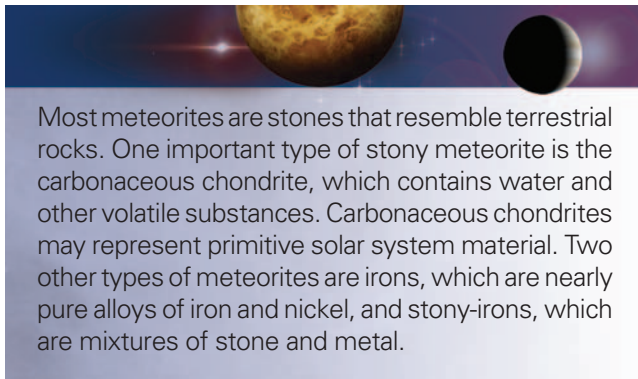 Most meteorites are stones that resemble terrestrial
rocks. One important type of stony meteorite is the
carbonaceous chondrite, which contains water and
other volatile substances. Carbonaceous chondrites
may represent primitive solar system material. Two
other types of meteorites are irons, which are nearly
pure alloys of iron and nickel, and stony-irons, which
are mixtures of stone and metal.